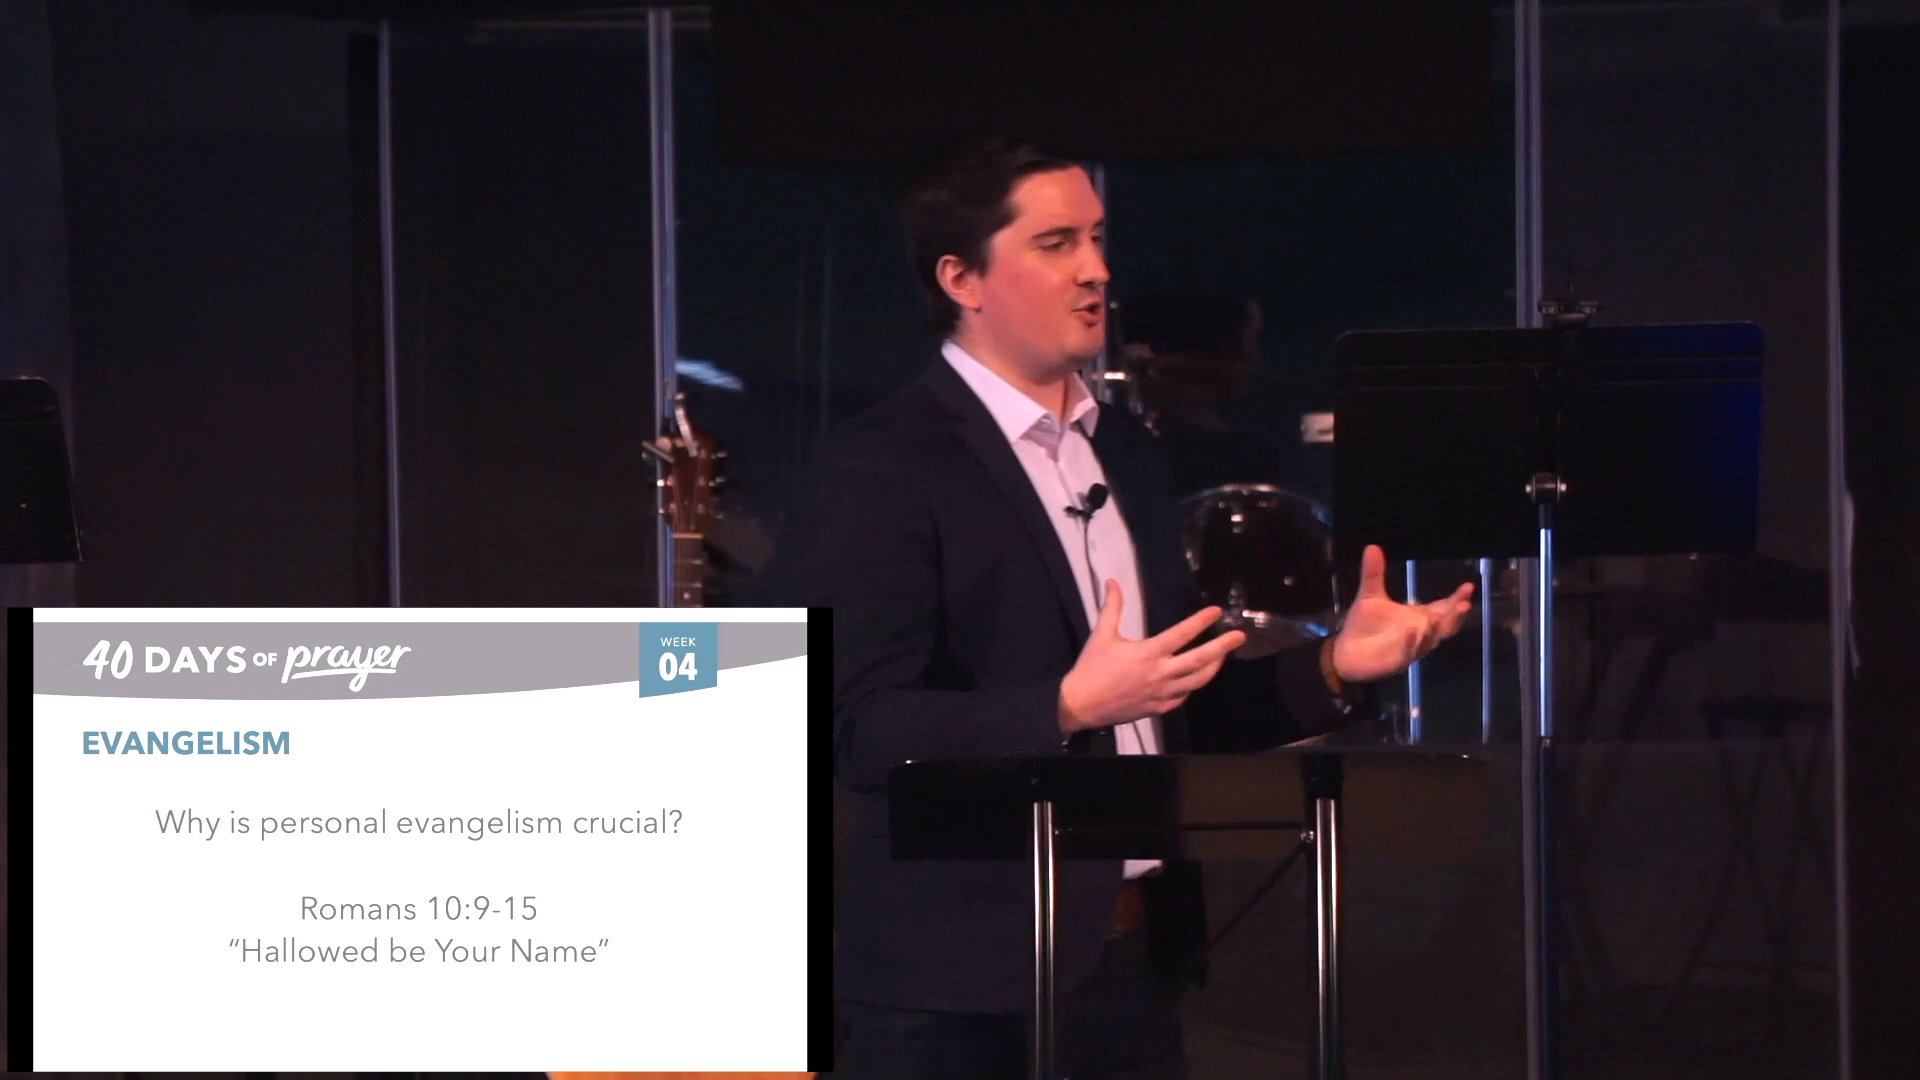 40 DAYS OF prayer
WEEK
04
EVANGELISM
Why is personal evangelism crucial?
Romans 10:9-15
“Hallowed be Your Name”